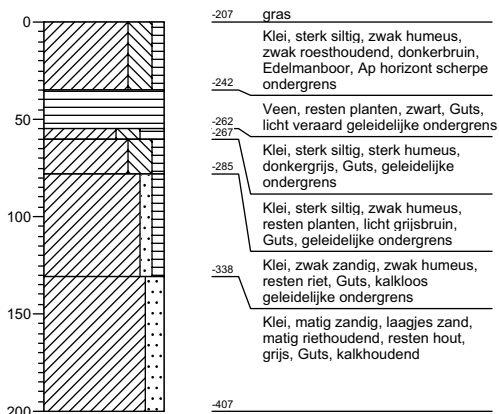 0
50
100
150
200
-207 gras
Klei, sterk siltig, zwak humeus,
zwak roesthoudend, donkerbruin,
Edelmanboor, Ap horizont scherpe
ondergrens
-242
Veen, resten planten, zwart, Guts,
licht veraard geleidelijke ondergrens
-262
-267
Klei, sterk siltig, sterk humeus,
donkergrijs, Guts, geleidelijke
ondergrens
-285
Klei, sterk siltig, zwak humeus,
resten planten, licht grijsbruin,
Guts, geleidelijke ondergrens
Klei, zwak zandig, zwak humeus,
resten riet, Guts, kalkloos
geleidelijke ondergrens
-338
Klei, matig zandig, laagjes zand,
matig riethoudend, resten hout,
grijs, Guts, kalkhoudend
-407